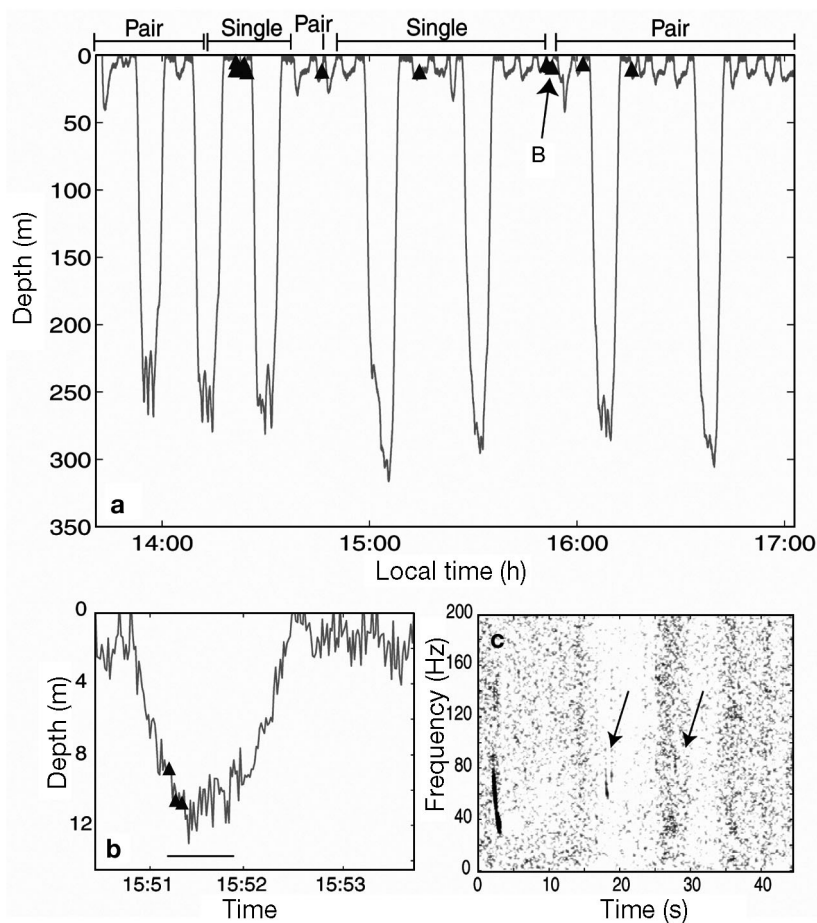 Pair Single Pair Single Pair
0
50
100
150
200
250
300
350
Depth (m)
B
a
14:00 15:00 16:00 17:00
Local time (h)
0
4
8
12
Depth (m)
b
15:51 15:52 15:53
Time
200
160
120
80
40
0
Frequency (Hz)
c
0 10 20 30 40
Time (s)